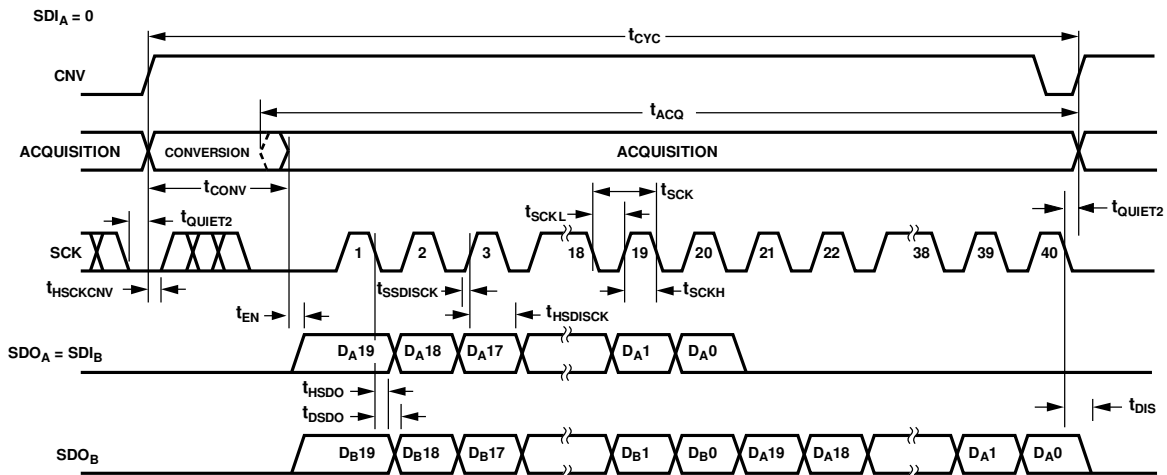 SDIA = 0
tCYC
CNV
tACQ
ACQUISITION CONVERSION ACQUISITION
tCONV tSCK
tQUIET2 tSCKL tQUIET2
SCK 1 2 3 18 19 20 21 22 38 39 40
tHSCKCNV tSSDISCK tSCKH
tEN tHSDISCK
SDOA = SDIB DA19 DA18 DA17 DA1 DA0
tHSDO
tDSDO tDIS
SDOB DB19 DB18 DB17 DB1 DB0 DA19 DA18 DA1 DA0